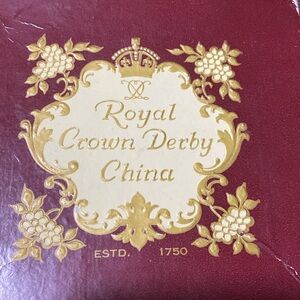 Royal
Crown Derby
China
ESTD. 1750